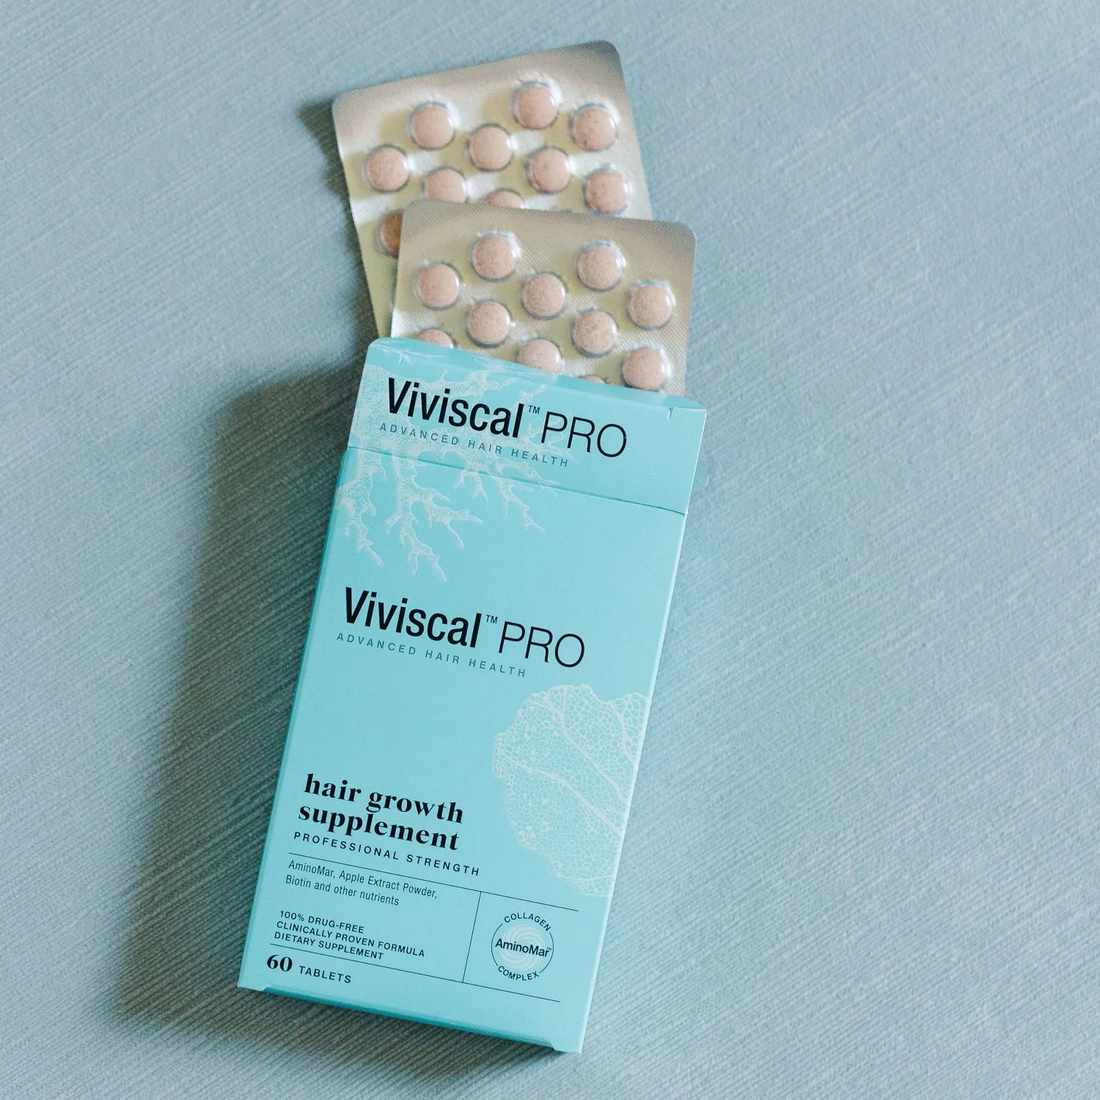 Viviscal™ PRO
ADVANCED HAIR HEALTH
Viviscal™ PRO
ADVANCED HAIR HEALTH
hair growth
supplement
PROFESSIONAL STRENGTH
AminoMar, Apple Extract Powder,
Biotin and other nutrients
100% DRUG-FREE
CLINICALLY PROVEN FORMULA
DIETARY SUPPLEMENT
60 TABLETS
COLLAGEN
AminoMar
COMPLEX